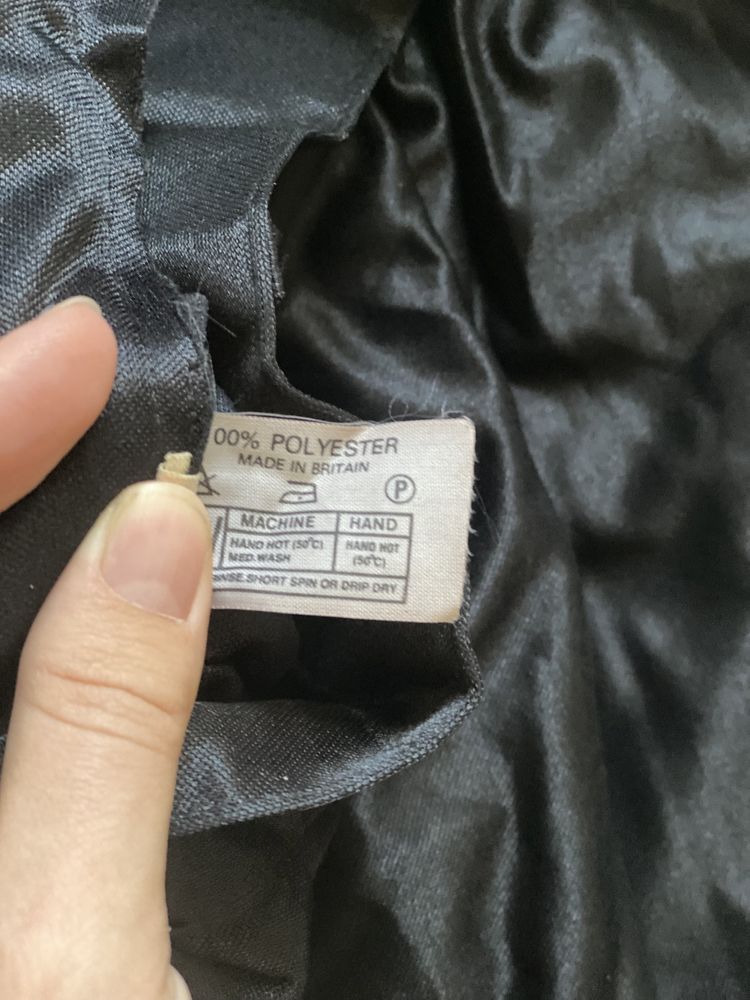 00% POLYESTER
MADE IN BRITAIN
P
MACHINE HAND
HAND HOT (50°C) HAND HOT
MED.WASH (50°C)
SHORT SPIN OR DRIP DRY